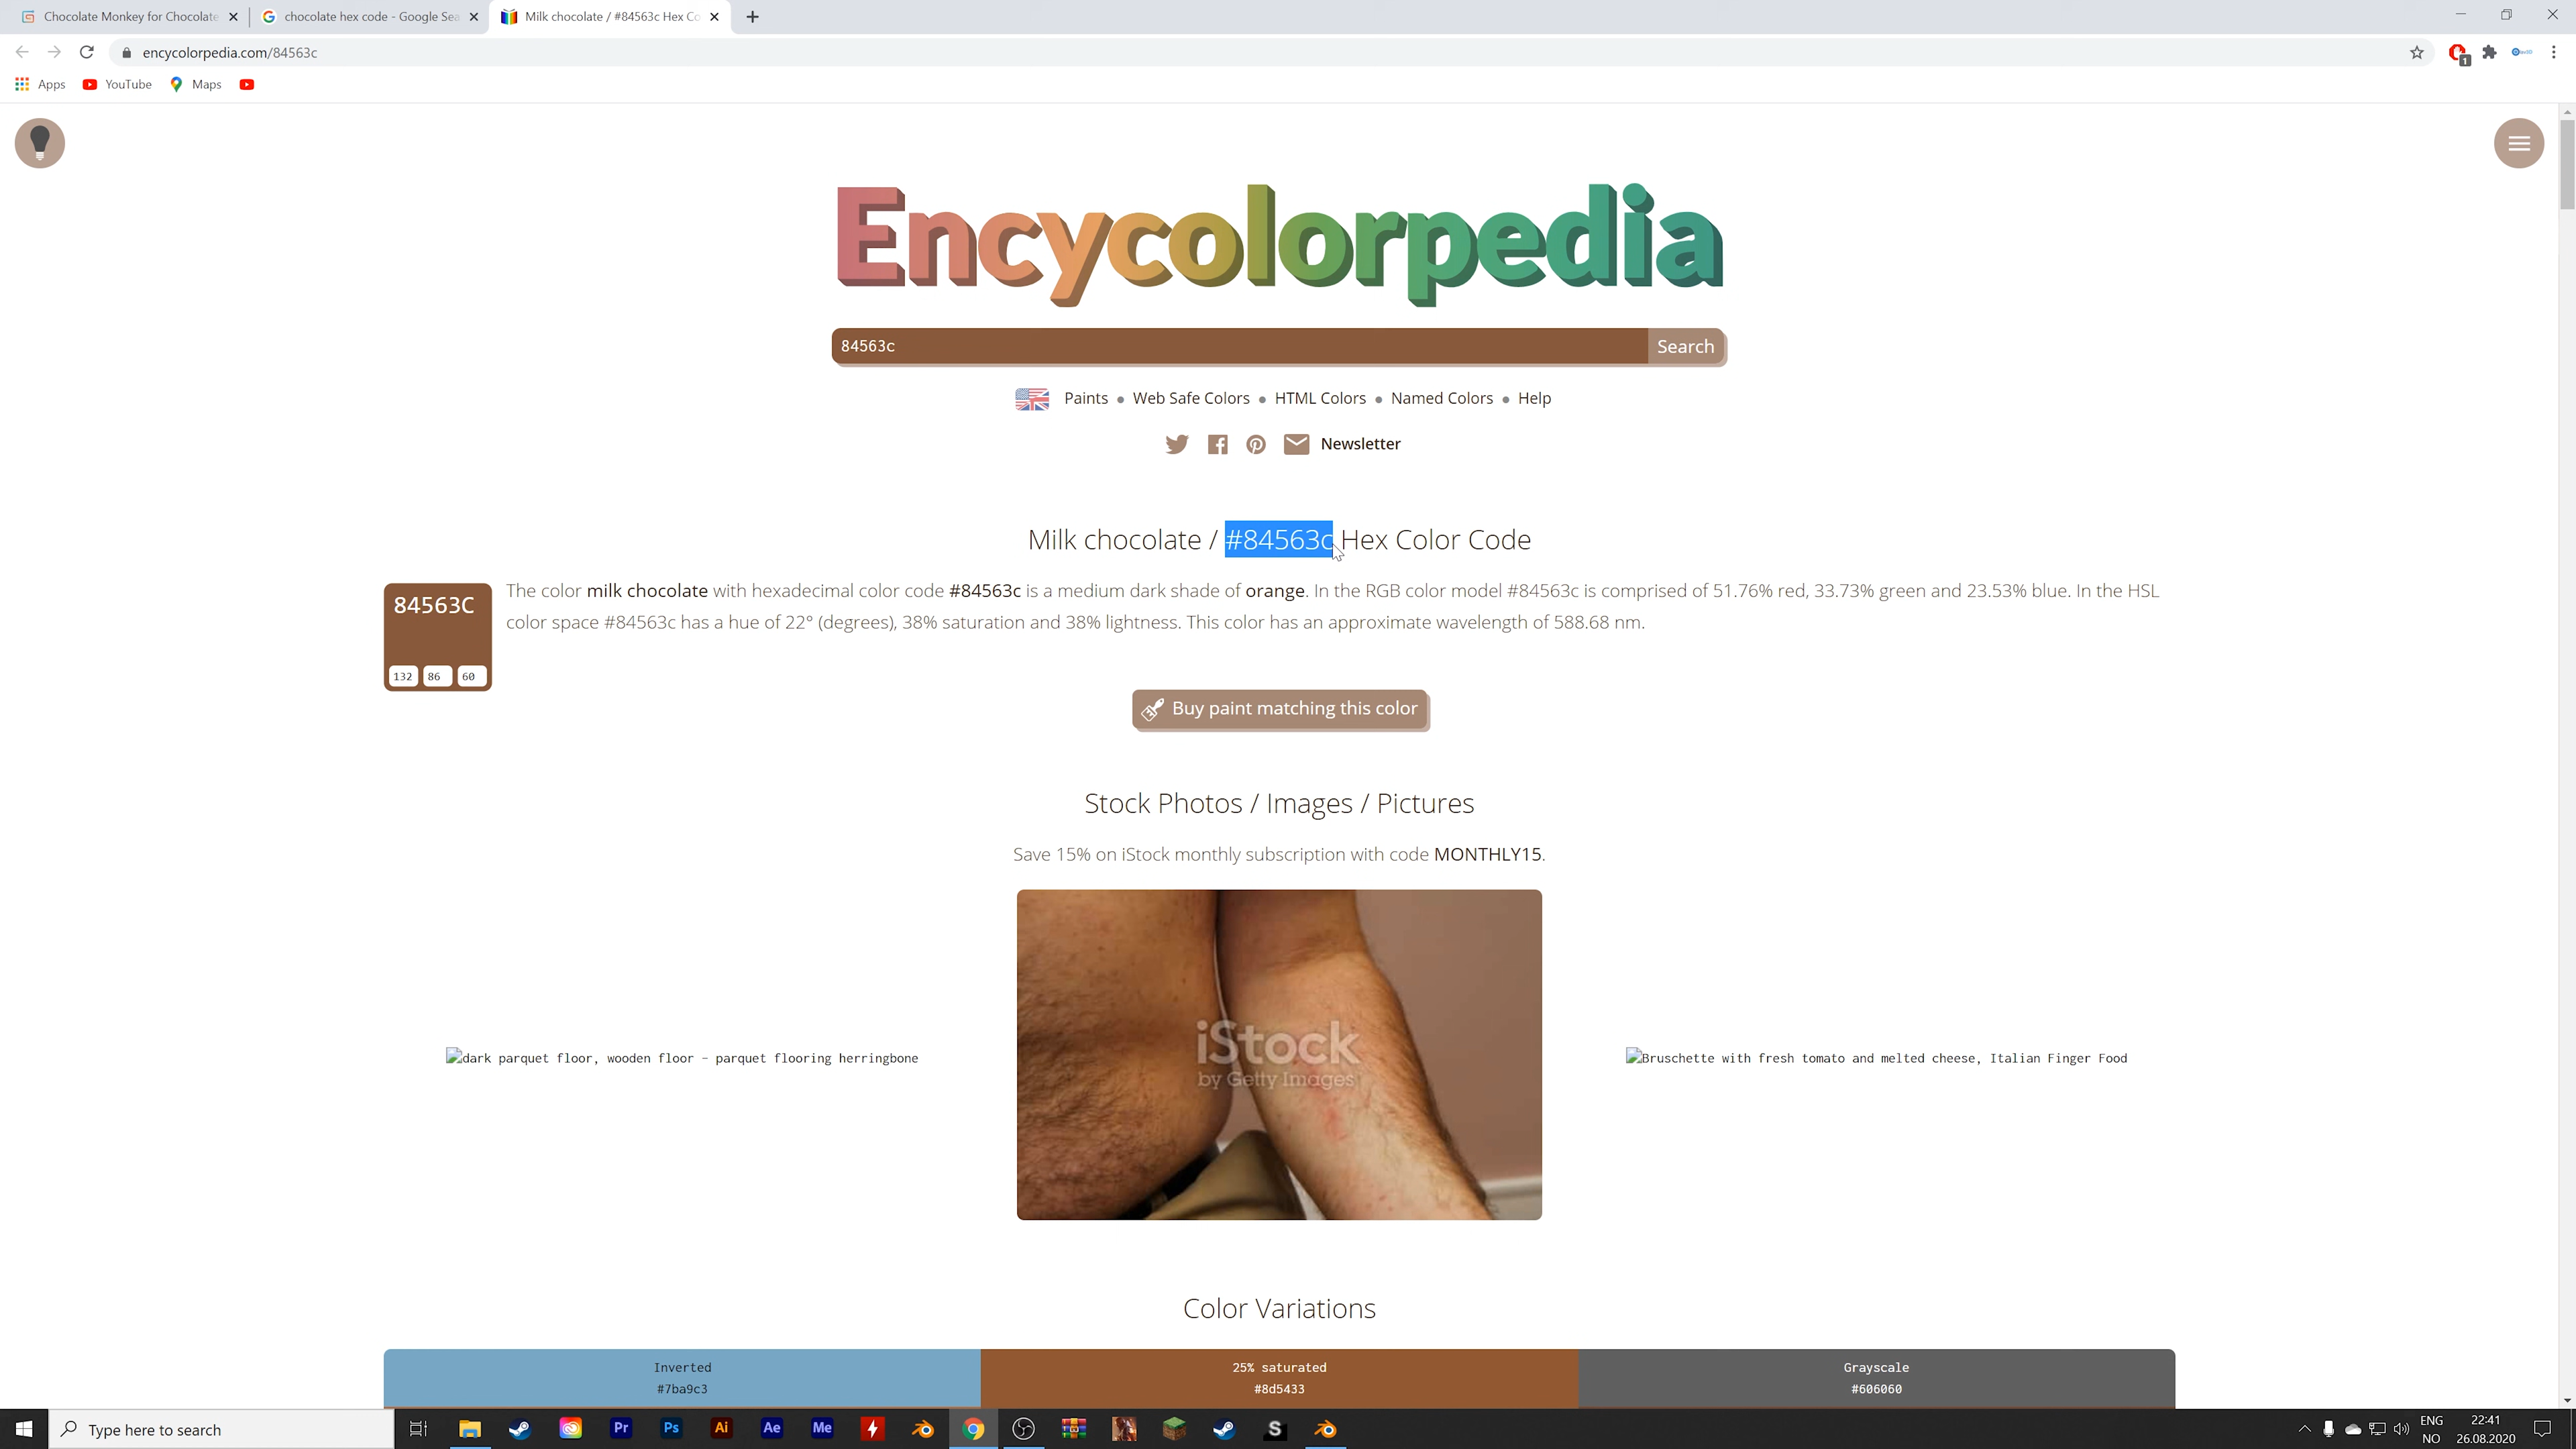 Chocolate Monkey for Chocolate
chocolate hex code - Google Sea
Milk chocolate / #84563c Hex Co
encycolorpedia.com/84563c
1
Apps
YouTube
Maps
Encycolorpedia
84563c
Search
Paints • Web Safe Colors • HTML Colors • Named Colors • Help
Newsletter
Milk chocolate / #84563c Hex Color Code
84563C
132 86 60
The color milk chocolate with hexadecimal color code #84563c is a medium dark shade of orange. In the RGB color model #84563c is comprised of 51.76% red, 33.73% green and 23.53% blue. In the HSL
color space #84563c has a hue of 22° (degrees), 38% saturation and 38% lightness. This color has an approximate wavelength of 588.68 nm.
Buy paint matching this color
Stock Photos / Images / Pictures
Save 15% on iStock monthly subscription with code MONTHLY15.
dark parquet floor, wooden floor - parquet flooring herringbone
iStock
by Getty Images
Bruschette with fresh tomato and melted cheese, Italian Finger Food
Color Variations
Inverted
#7ba9c3
25% saturated
#8d5433
Grayscale
#606060
Type here to search
Pr
Ps
Ai
Ae
Me
S
ENG
NO
22:41
26.08.2020